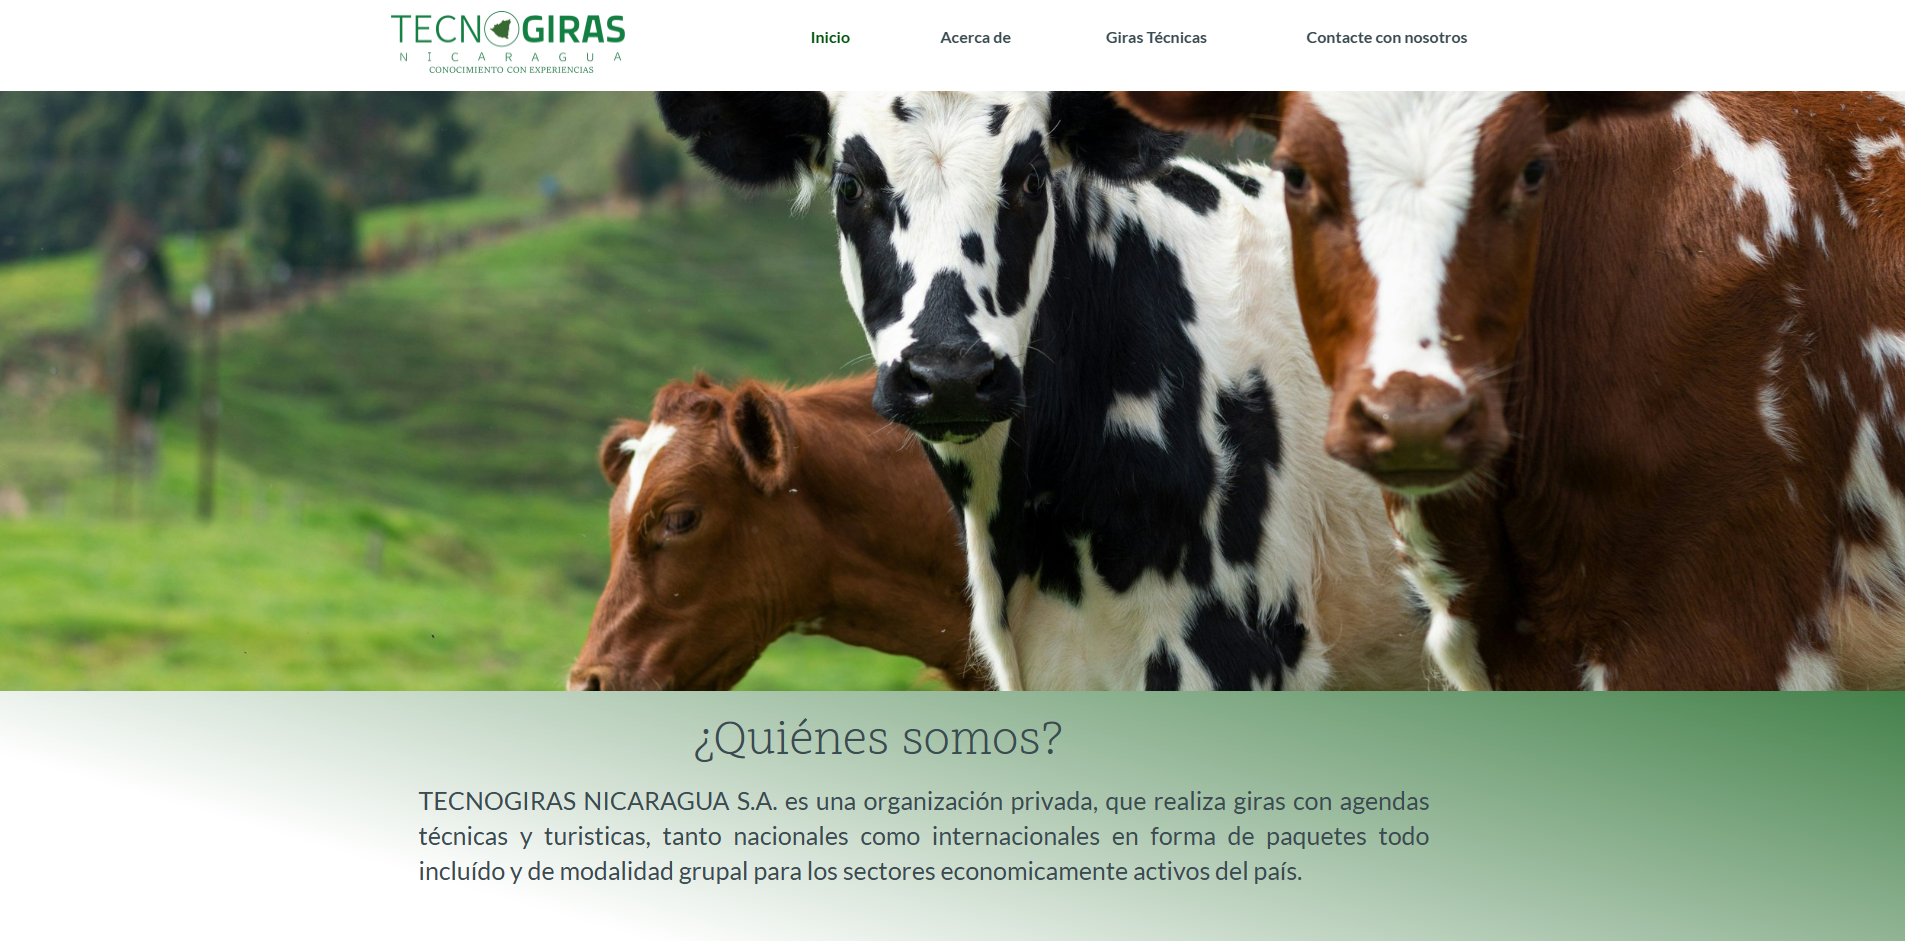 TECNOGIRAS
NICARAGUA
CONOCIMIENTO CON EXPERIENCIAS
Inicio
Acerca de
Giras Técnicas
Contacte con nosotros
¿Quiénes somos?
TECNOGIRAS NICARAGUA S.A. es una organización privada, que realiza giras con agendas
técnicas y turisticas, tanto nacionales como internacionales en forma de paquetes todo
incluído y de modalidad grupal para los sectores economicamente activos del país.